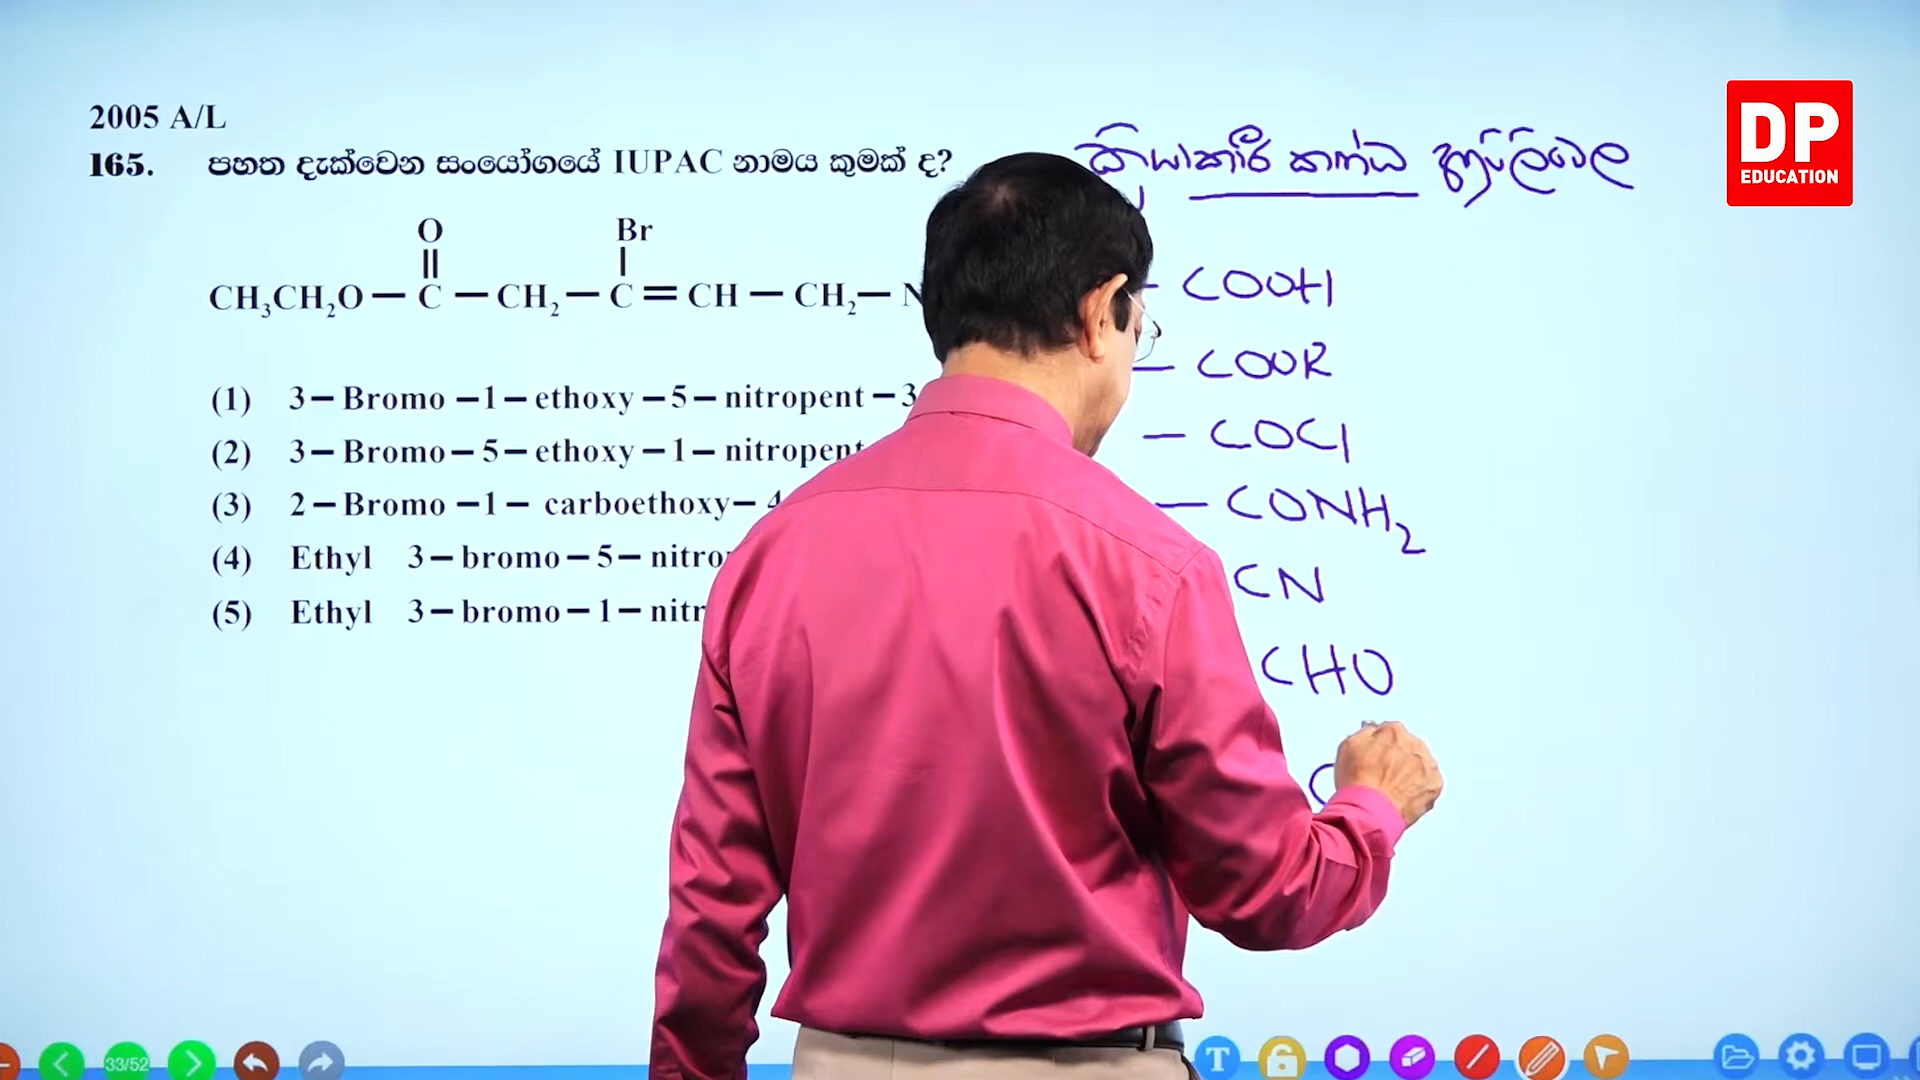 2005 A/L
165. පහත දැක්වෙන සංයෝගයේ IUPAC නාමය කුමක් ද?
O
Br
CH₃CH₂O — C — CH₂ — C = CH — CH₂ — N
(1) 3 – Bromo – 1 – ethoxy – 5 – nitropent – 3
(2) 3 – Bromo – 5 – ethoxy – 1 – nitropent
(3) 2 – Bromo – 1 – carboethoxy –
(4) Ethyl 3 – bromo – 5 – nitro
(5) Ethyl 3 – bromo – 1 – nitr
ක්‍රියාකාරී කාණ්ඩ
– COOH
– COOR
– COCl
– CONH₂
CN
CHO
C
DP
EDUCATION
33/52
T